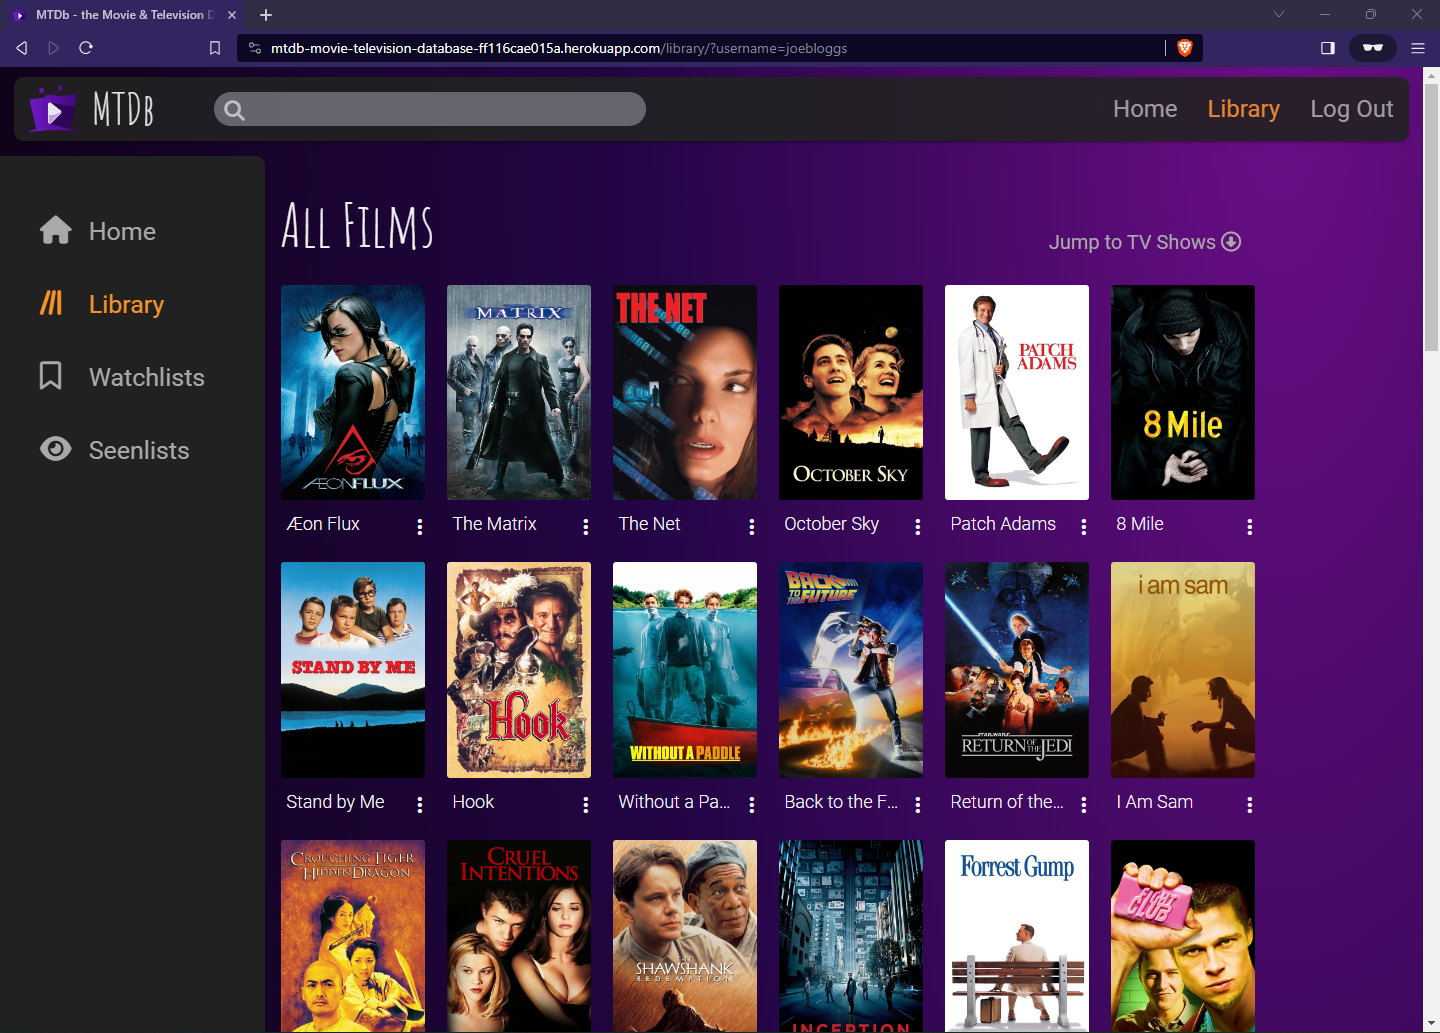 MTDb - the Movie & Television D
mtdb-movie-television-database-ff116cae015a.herokuapp.com/library/?username=joebloggs
MTDb
Home
Library
Log Out
Home
Library
Watchlists
Seenlists
All Films
Jump to TV Shows
ÆONFLUX
MATRIX
THE NET
OCTOBER SKY
PATCH
ADAMS
8 Mile
Æon Flux
The Matrix
The Net
October Sky
Patch Adams
8 Mile
STAND BY ME
Hook
WITHOUT A PADDLE
BACK
TO THE FUTURE
STAR WARS
RETURN OF THE JEDI
i am sam
Stand by Me
Hook
Without a Pa...
Back to the F...
Return of the...
I Am Sam
CROUCHING TIGER
HIDDEN DRAGON
CRUEL
INTENTIONS
THE
SHAWSHANK
REDEMPTION
INCEPTION
Forrest Gump
FIGHT
CLUB